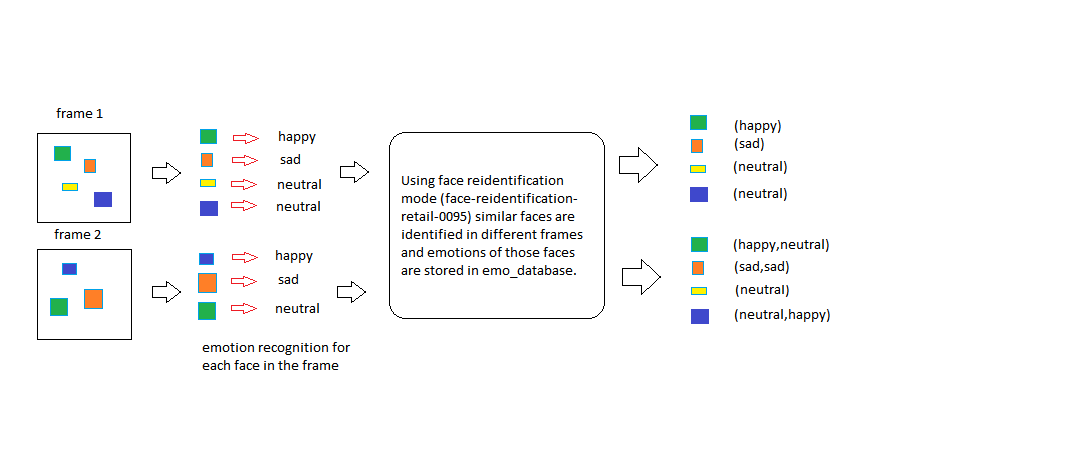 frame 1
happy
sad
neutral
neutral
Using face reidentification
mode (face-reidentification-
retail-0095) similar faces are
identified in different frames
and emotions of those faces
are stored in emo_database.
(happy)
(sad)
(neutral)
(neutral)
frame 2
happy
sad
neutral
emotion recognition for
each face in the frame
(happy,neutral)
(sad,sad)
(neutral)
(neutral,happy)